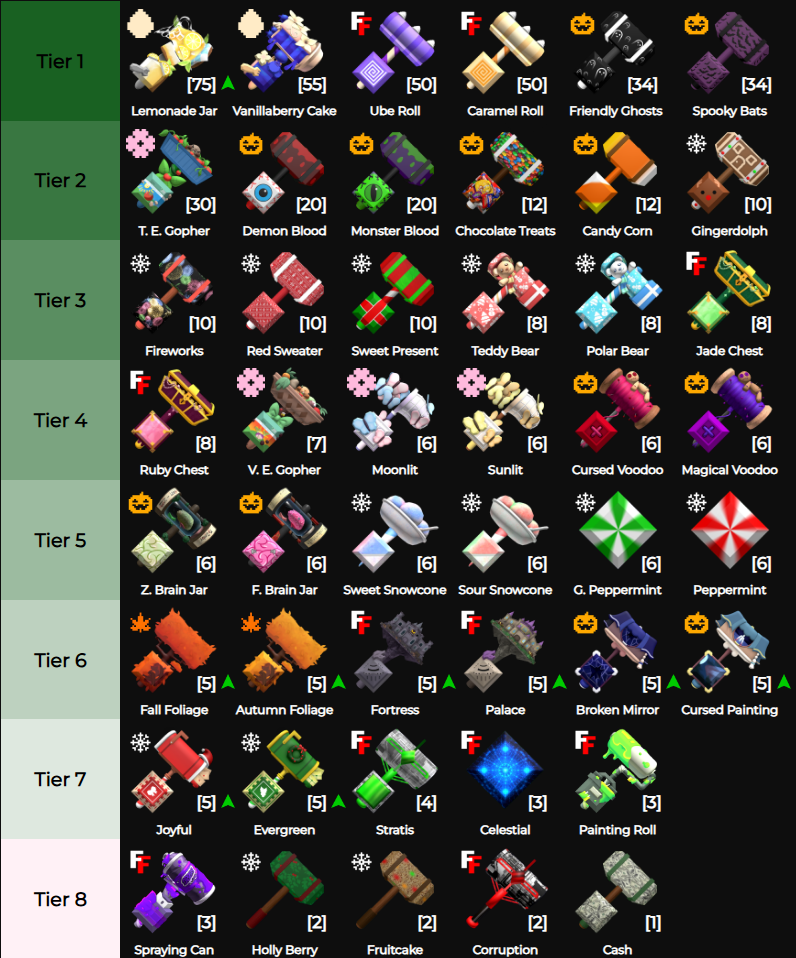 Tier 1
[75] [55] [50] [50] [34] [34]
Lemonade Jar Vanillaberry Cake Ube Roll Caramel Roll Friendly Ghosts Spooky Bats
Tier 2
[30] [20] [20] [12] [12] [10]
T. E. Gopher Demon Blood Monster Blood Chocolate Treats Candy Corn Gingerdolph
Tier 3
[10] [10] [10] [8] [8] [8]
Fireworks Red Sweater Sweet Present Teddy Bear Polar Bear Jade Chest
Tier 4
[8] [7] [6] [6] [6] [6]
Ruby Chest V. E. Gopher Moonlit Sunlit Cursed Voodoo Magical Voodoo
Tier 5
[6] [6] [6] [6] [6] [6]
Z. Brain Jar F. Brain Jar Sweet Snowcone Sour Snowcone G. Peppermint Peppermint
Tier 6
[5] [5] [5] [5] [5] [5]
Fall Foliage Autumn Foliage Fortress Palace Broken Mirror Cursed Painting
Tier 7
[5] [5] [4] [3] [3]
Joyful Evergreen Stratis Celestial Painting Roll
Tier 8
[3] [2] [2] [2] [1]
Spraying Can Holly Berry Fruitcake Corruption Cash